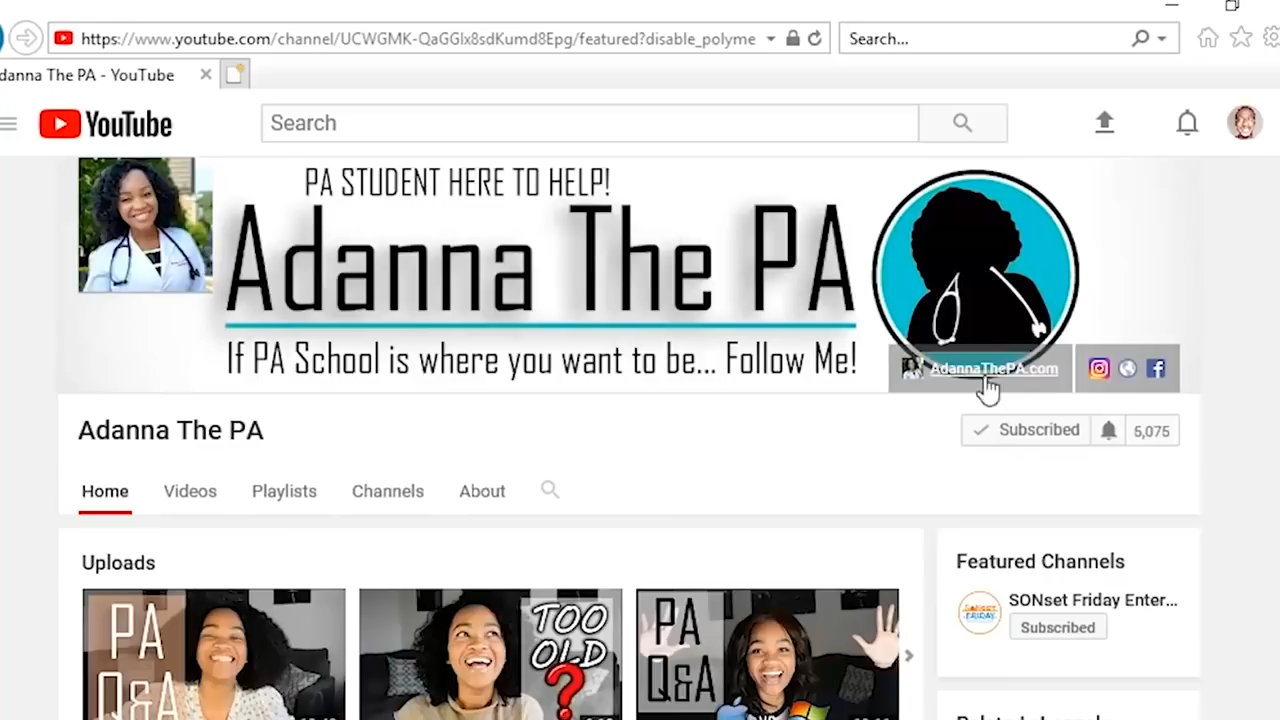 https://www.youtube.com/channel/UCWGMK-QaGGlx8sdKumd8Epg/featured?disable_polyme
Search...
danna The PA - YouTube
YouTube
Search
PA STUDENT HERE TO HELP!
Adanna The PA
If PA School is where you want to be... Follow Me!
AdannaThePA.com
Adanna The PA
Subscribed
5,075
Home
Videos
Playlists
Channels
About
Uploads
Featured Channels
SONset Friday Enter...
Subscribed
PA
Q&A
TOO
OLD
?
PA
Q&A